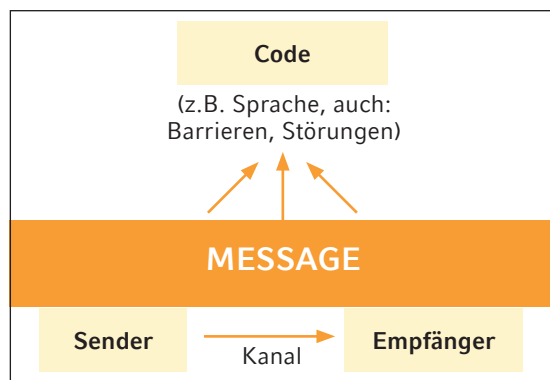 Code
(z.B. Sprache, auch:
Barrieren, Störungen)
MESSAGE
Sender
Kanal
Empfänger